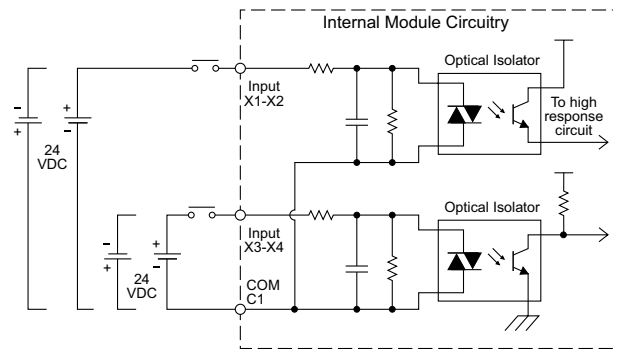 Internal Module Circuitry
Optical Isolator
Input
X1-X2
To high
response
circuit
-
+
+
-
24
VDC
Optical Isolator
Input
X3-X4
-
+
+
-
24
VDC
COM
C1